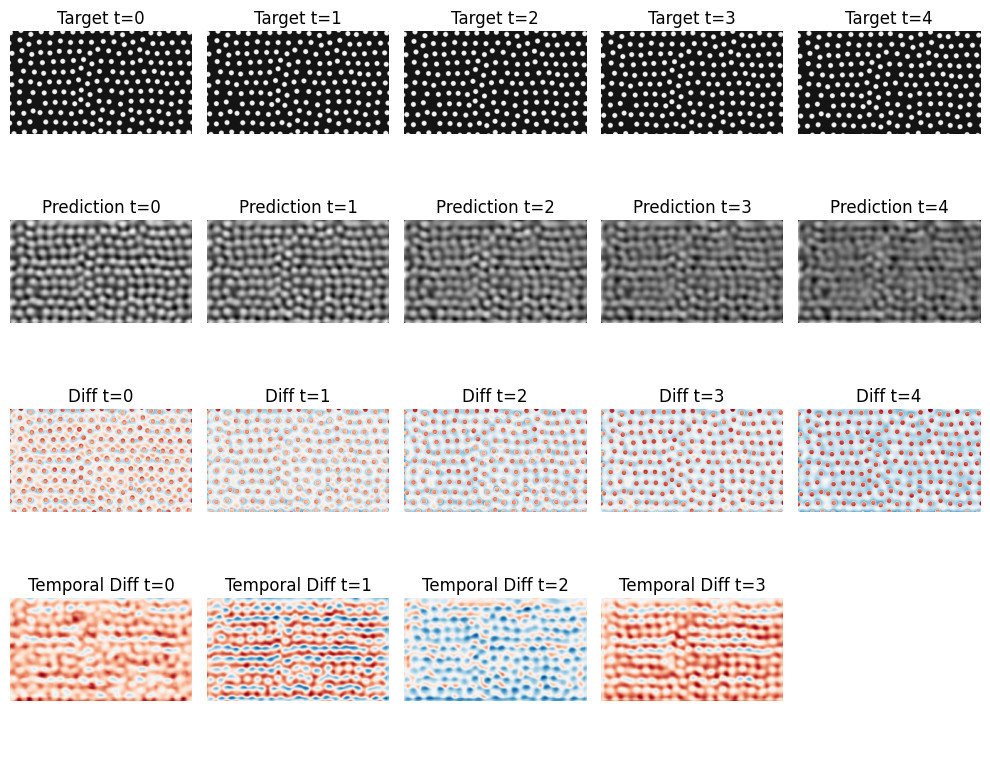 Target t=0 Target t=1 Target t=2 Target t=3 Target t=4
Prediction t=0 Prediction t=1 Prediction t=2 Prediction t=3 Prediction t=4
Diff t=0 Diff t=1 Diff t=2 Diff t=3 Diff t=4
Temporal Diff t=0 Temporal Diff t=1 Temporal Diff t=2 Temporal Diff t=3